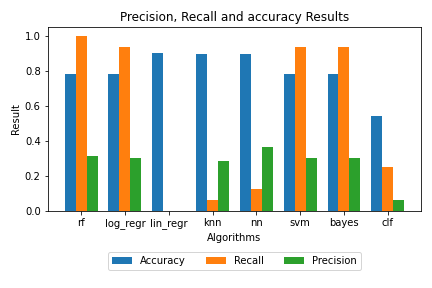 Precision, Recall and accuracy Results
1.0
0.8
0.6
0.4
0.2
0.0
Result
rf log_regr lin_regr knn nn svm bayes clf
Algorithms
Accuracy Recall Precision